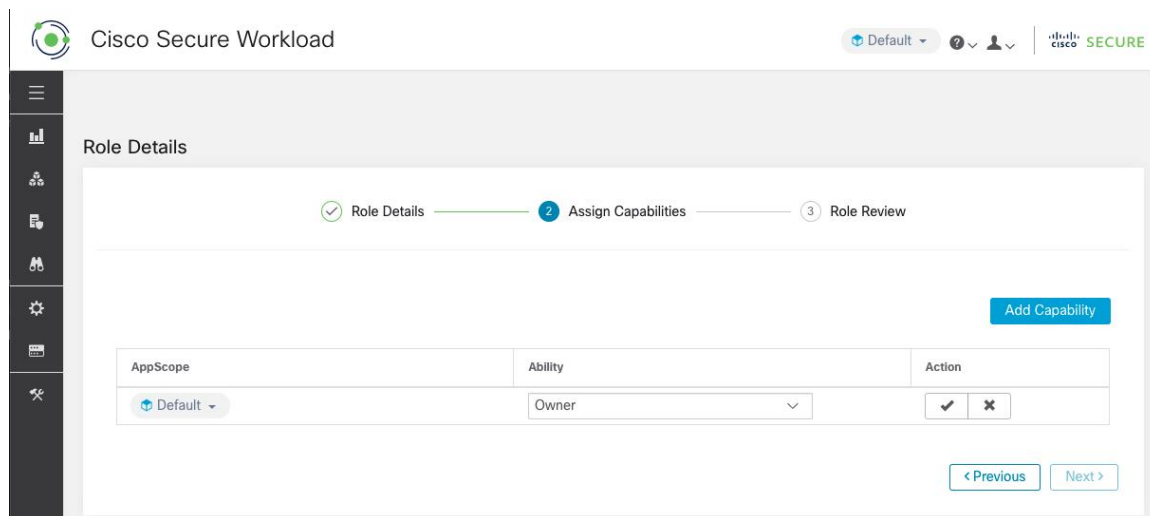 Cisco Secure Workload
Default
cisco SECURE
Role Details
Role Details
2 Assign Capabilities
3 Role Review
Add Capability
AppScope Ability Action
Default Owner
Previous Next